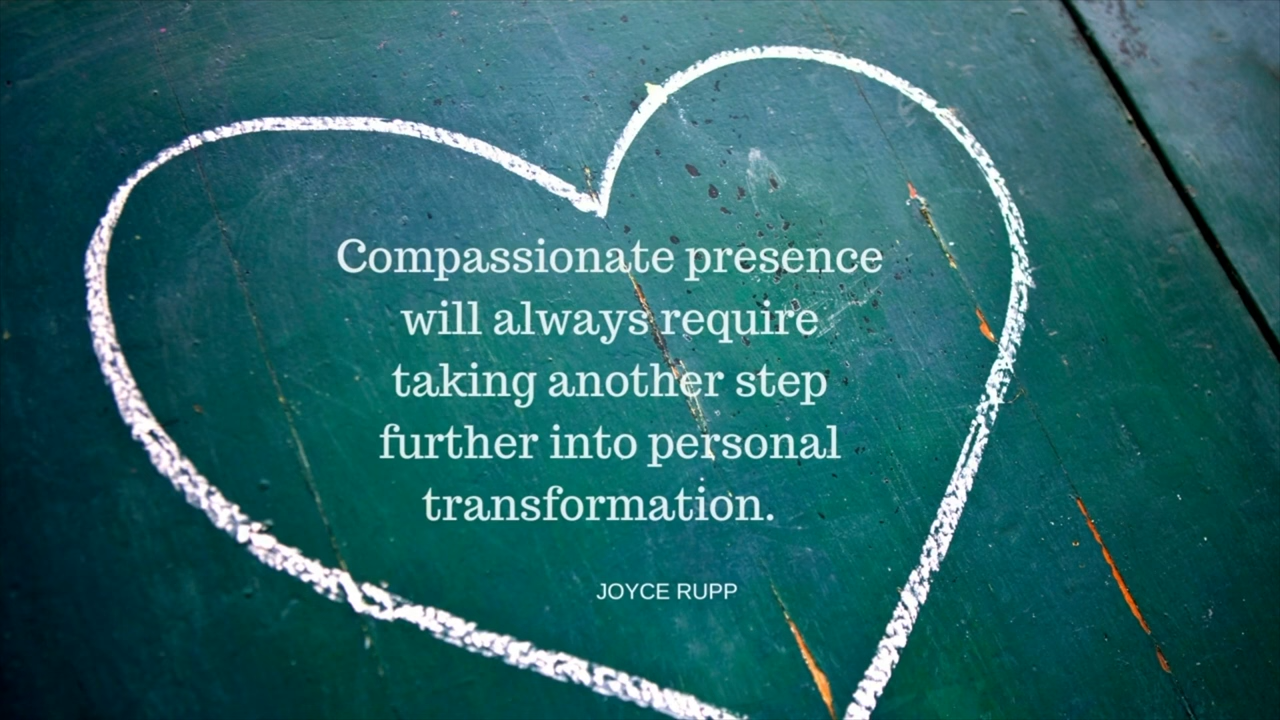 Compassionate presence
will always require
taking another step
further into personal
transformation.
JOYCE RUPP